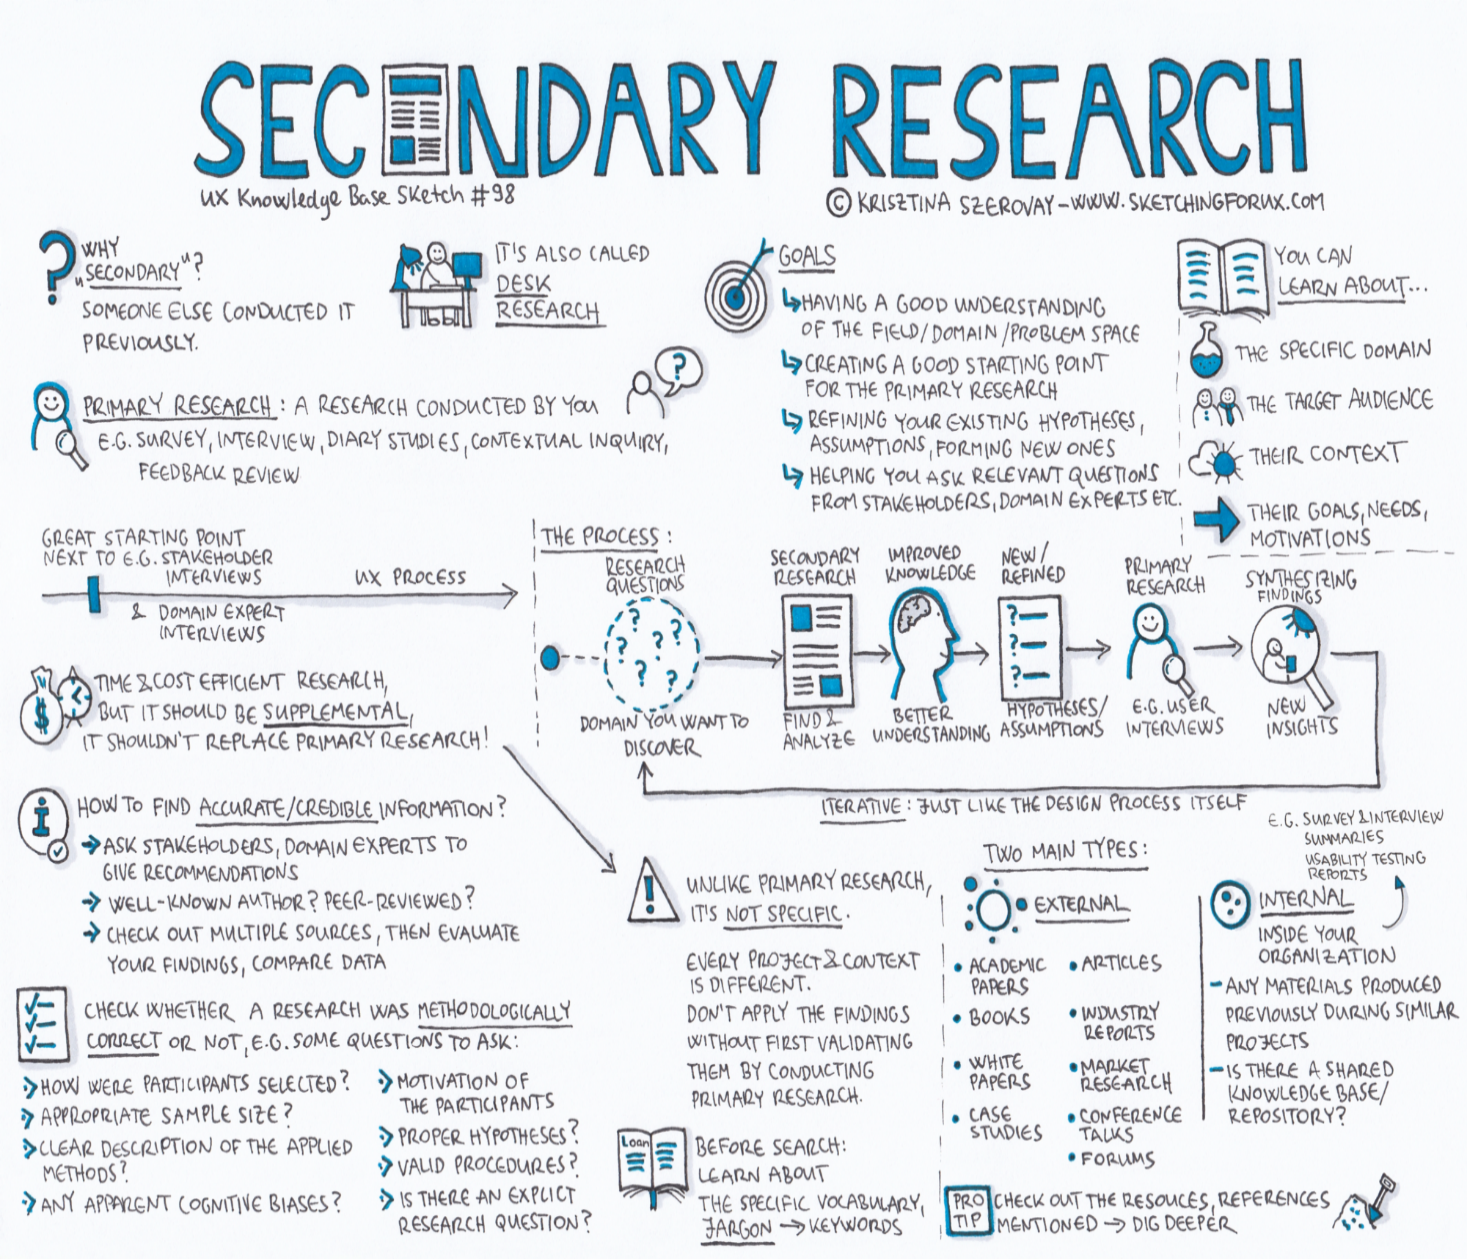 SECONDARY RESEARCH
UX Knowledge Base Sketch #98
© KRISZTINA SZEROVAY - WWW.SKETCHINGFORUX.COM
WHY
"SECONDARY"?
SOMEONE ELSE CONDUCTED IT
PREVIOUSLY.
IT'S ALSO CALLED
DESK
RESEARCH
PRIMARY RESEARCH: A RESEARCH CONDUCTED BY YOU
E.G. SURVEY, INTERVIEW, DIARY STUDIES, CONTEXTUAL INQUIRY,
FEEDBACK REVIEW
?
GOALS
HAVING A GOOD UNDERSTANDING
OF THE FIELD/DOMAIN/PROBLEM SPACE
CREATING A GOOD STARTING POINT
FOR THE PRIMARY RESEARCH
REFINING YOUR EXISTING HYPOTHESES,
ASSUMPTIONS, FORMING NEW ONES
HELPING YOU ASK RELEVANT QUESTIONS
FROM STAKEHOLDERS, DOMAIN EXPERTS ETC.
YOU CAN
LEARN ABOUT...
THE SPECIFIC DOMAIN
THE TARGET AUDIENCE
THEIR CONTEXT
THEIR GOALS, NEEDS,
MOTIVATIONS
GREAT STARTING POINT
NEXT TO E.G. STAKEHOLDER
INTERVIEWS
UX PROCESS
& DOMAIN EXPERT
INTERVIEWS
$
TIME & COST EFFICIENT RESEARCH,
BUT IT SHOULD BE SUPPLEMENTAL,
IT SHOULDN'T REPLACE PRIMARY RESEARCH!
THE PROCESS:
RESEARCH
QUESTIONS
DOMAIN YOU WANT TO
DISCOVER
SECONDARY
RESEARCH
FIND &
ANALYZE
IMPROVED
KNOWLEDGE
BETTER
UNDERSTANDING
NEW/
REFINED
HYPOTHESES/
ASSUMPTIONS
PRIMARY
RESEARCH
E.G. USER
INTERVIEWS
SYNTHESIZING
FINDINGS
NEW
INSIGHTS
ITERATIVE: JUST LIKE THE DESIGN PROCESS ITSELF
HOW TO FIND ACCURATE/CREDIBLE INFORMATION?
ASK STAKEHOLDERS, DOMAIN EXPERTS TO
GIVE RECOMMENDATIONS
WELL-KNOWN AUTHOR? PEER-REVIEWED?
CHECK OUT MULTIPLE SOURCES, THEN EVALUATE
YOUR FINDINGS, COMPARE DATA
CHECK WHETHER A RESEARCH WAS METHODOLOGICALLY
CORRECT OR NOT, E.G. SOME QUESTIONS TO ASK:
HOW WERE PARTICIPANTS SELECTED?
APPROPRIATE SAMPLE SIZE?
CLEAR DESCRIPTION OF THE APPLIED
METHODS?
ANY APPARENT COGNITIVE BIASES?
MOTIVATION OF
THE PARTICIPANTS
PROPER HYPOTHESES?
VALID PROCEDURES?
IS THERE AN EXPLICT
RESEARCH QUESTION?
!
UNLIKE PRIMARY RESEARCH,
IT'S NOT SPECIFIC.
EVERY PROJECT & CONTEXT
IS DIFFERENT.
DON'T APPLY THE FINDINGS
WITHOUT FIRST VALIDATING
THEM BY CONDUCTING
PRIMARY RESEARCH.
Loan
BEFORE SEARCH:
LEARN ABOUT
THE SPECIFIC VOCABULARY,
JARGON → KEYWORDS
TWO MAIN TYPES:
EXTERNAL
• ACADEMIC
PAPERS
• BOOKS
• WHITE
PAPERS
• CASE
STUDIES
• ARTICLES
• INDUSTRY
REPORTS
• MARKET
RESEARCH
• CONFERENCE
TALKS
• FORUMS
E.G. SURVEY & INTERVIEW
SUMMARIES
USABILITY TESTING
REPORTS
INTERNAL
INSIDE YOUR
ORGANIZATION
- ANY MATERIALS PRODUCED
PREVIOUSLY DURING SIMILAR
PROJECTS
- IS THERE A SHARED
KNOWLEDGE BASE/
REPOSITORY?
PRO
TIP
CHECK OUT THE RESOUCES, REFERENCES
MENTIONED → DIG DEEPER